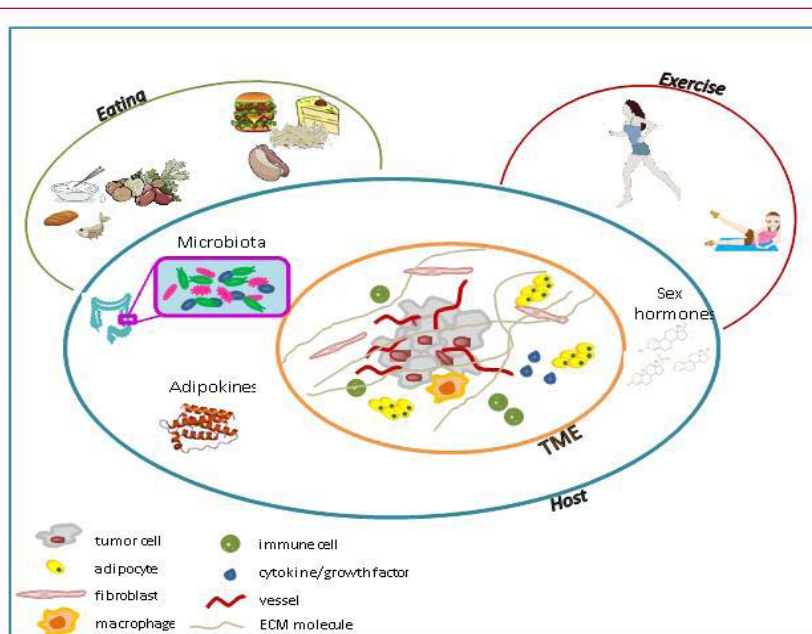 Eating
Exercise
Microbiota
Sex
hormones
Adipokines
TME
Host
tumor cell
immune cell
adipocyte
cytokine/growth factor
fibroblast
vessel
macrophage
ECM molecule